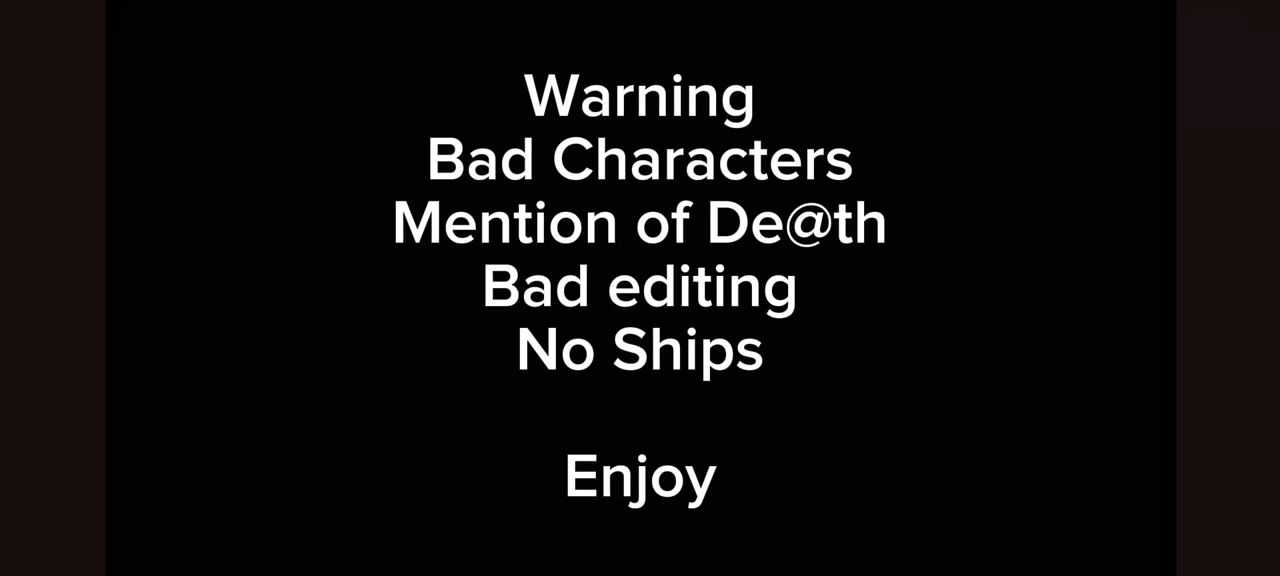 Warning
Bad Characters
Mention of De@th
Bad editing
No Ships
Enjoy